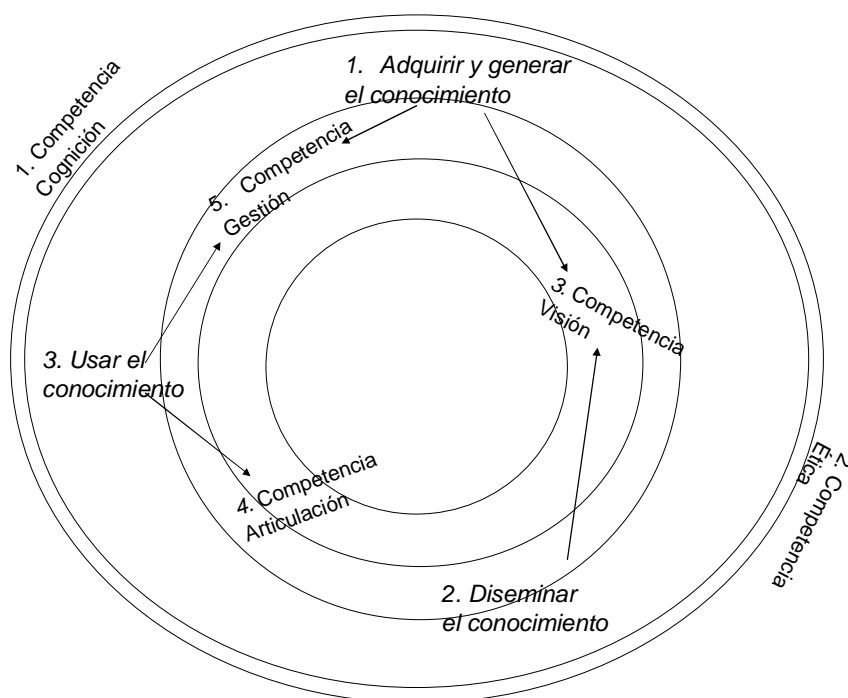 1. Adquirir y generar
el conocimiento
1. Competencia
Cognición
5. Competencia
Gestión
3. Competencia
Visión
3. Usar el
conocimiento
4. Competencia
Articulación
2. Competencia
Ética
2. Diseminar
el conocimiento